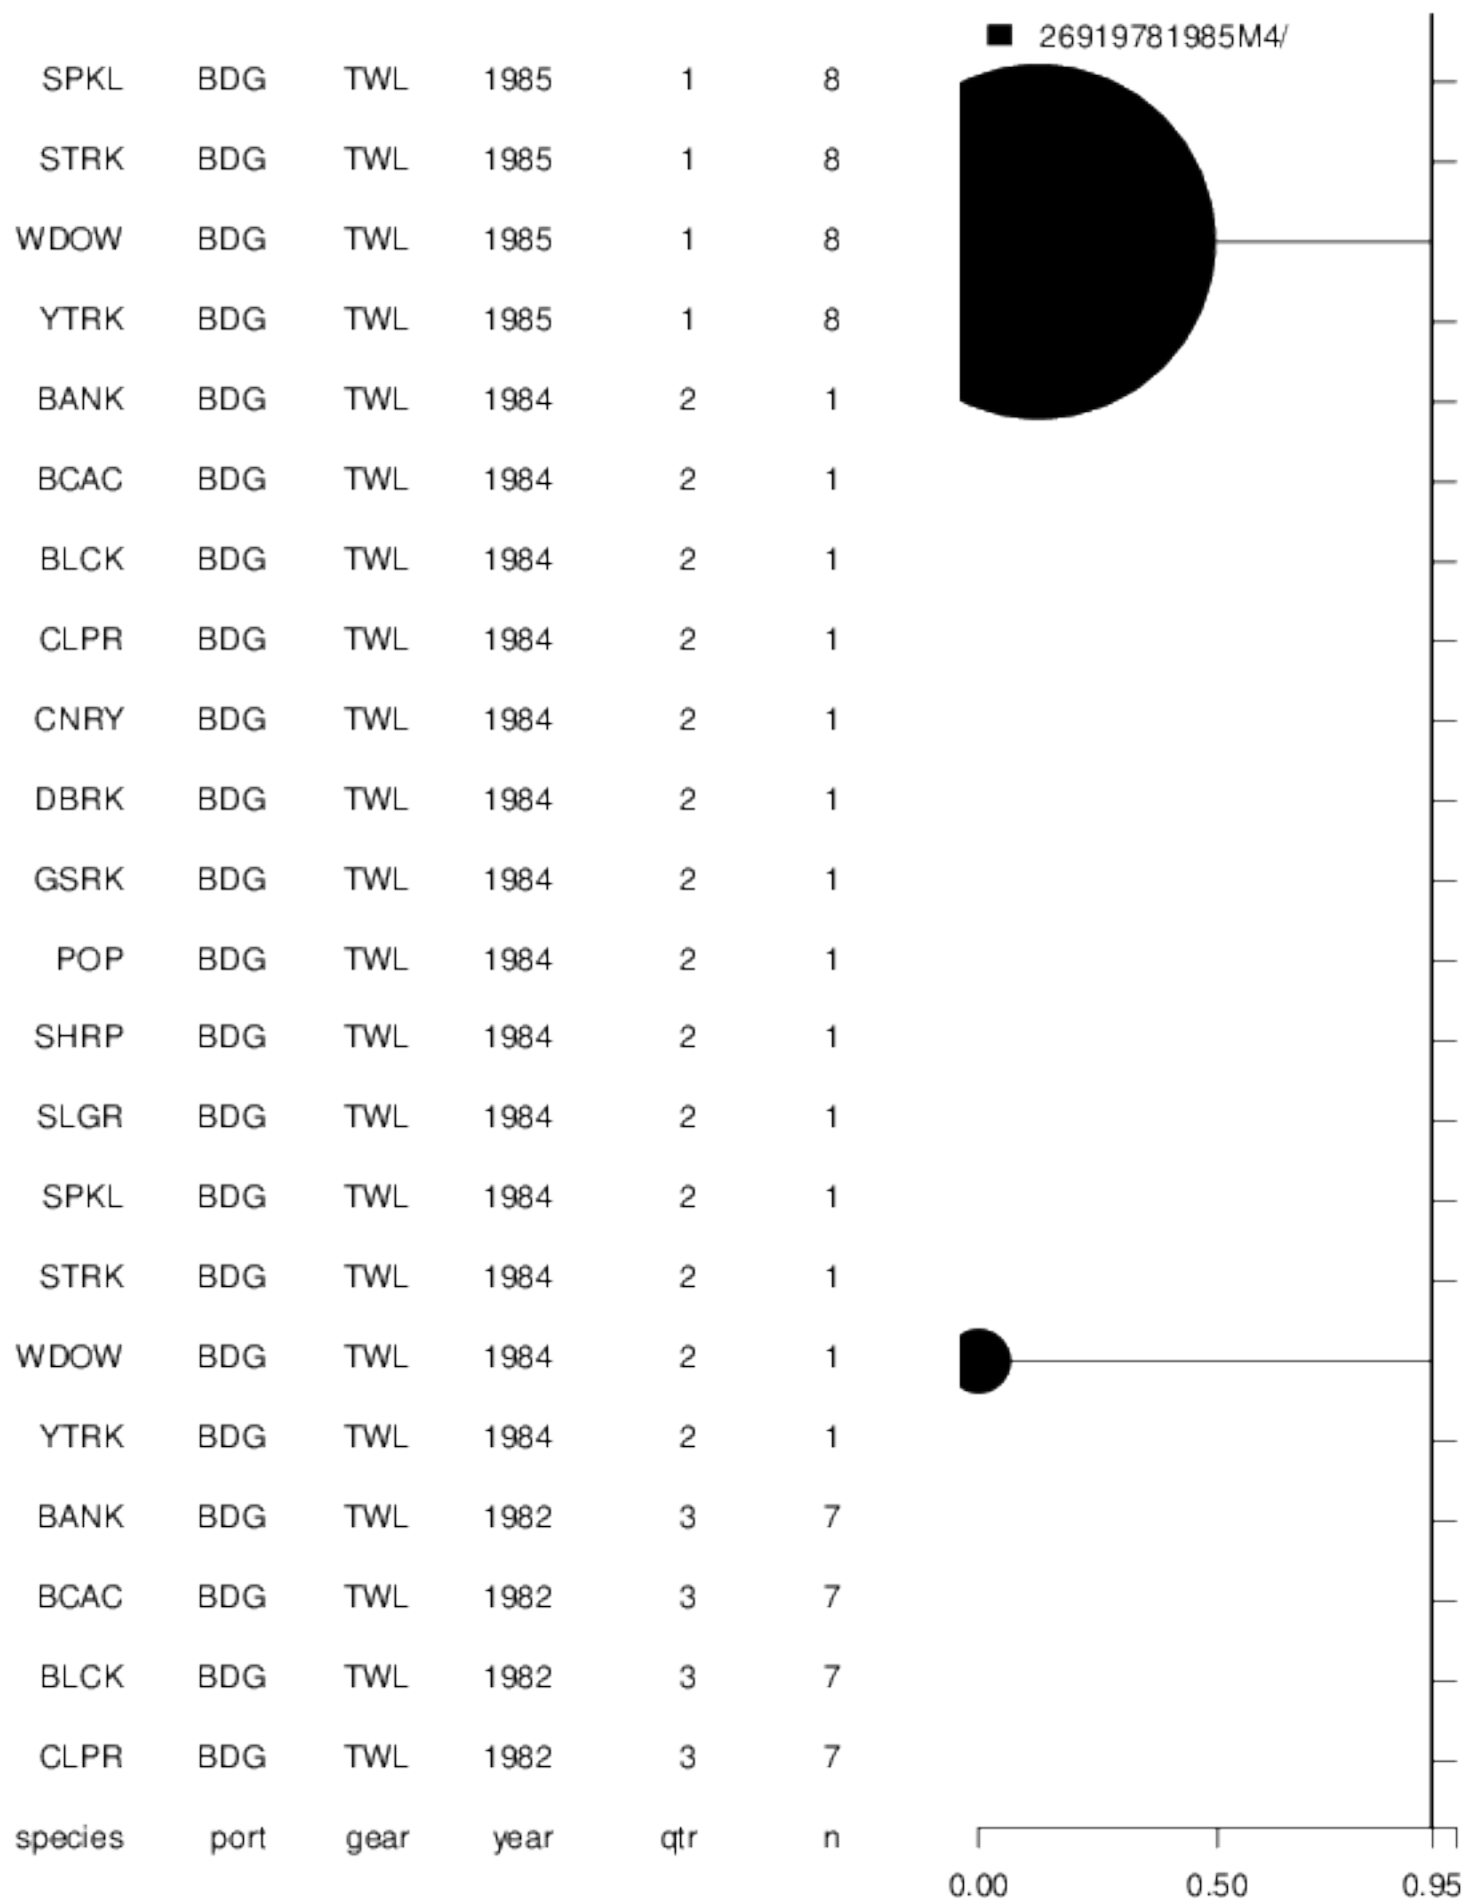 26919781985M4/
SPKL BDG TWL 1985 1 8
STRK BDG TWL 1985 1 8
WDOW BDG TWL 1985 1 8
YTRK BDG TWL 1985 1 8
BANK BDG TWL 1984 2 1
BCAC BDG TWL 1984 2 1
BLCK BDG TWL 1984 2 1
CLPR BDG TWL 1984 2 1
CNRY BDG TWL 1984 2 1
DBRK BDG TWL 1984 2 1
GSRK BDG TWL 1984 2 1
POP BDG TWL 1984 2 1
SHRP BDG TWL 1984 2 1
SLGR BDG TWL 1984 2 1
SPKL BDG TWL 1984 2 1
STRK BDG TWL 1984 2 1
WDOW BDG TWL 1984 2 1
YTRK BDG TWL 1984 2 1
BANK BDG TWL 1982 3 7
BCAC BDG TWL 1982 3 7
BLCK BDG TWL 1982 3 7
CLPR BDG TWL 1982 3 7
species port gear year qtr n
0.00 0.50 0.95